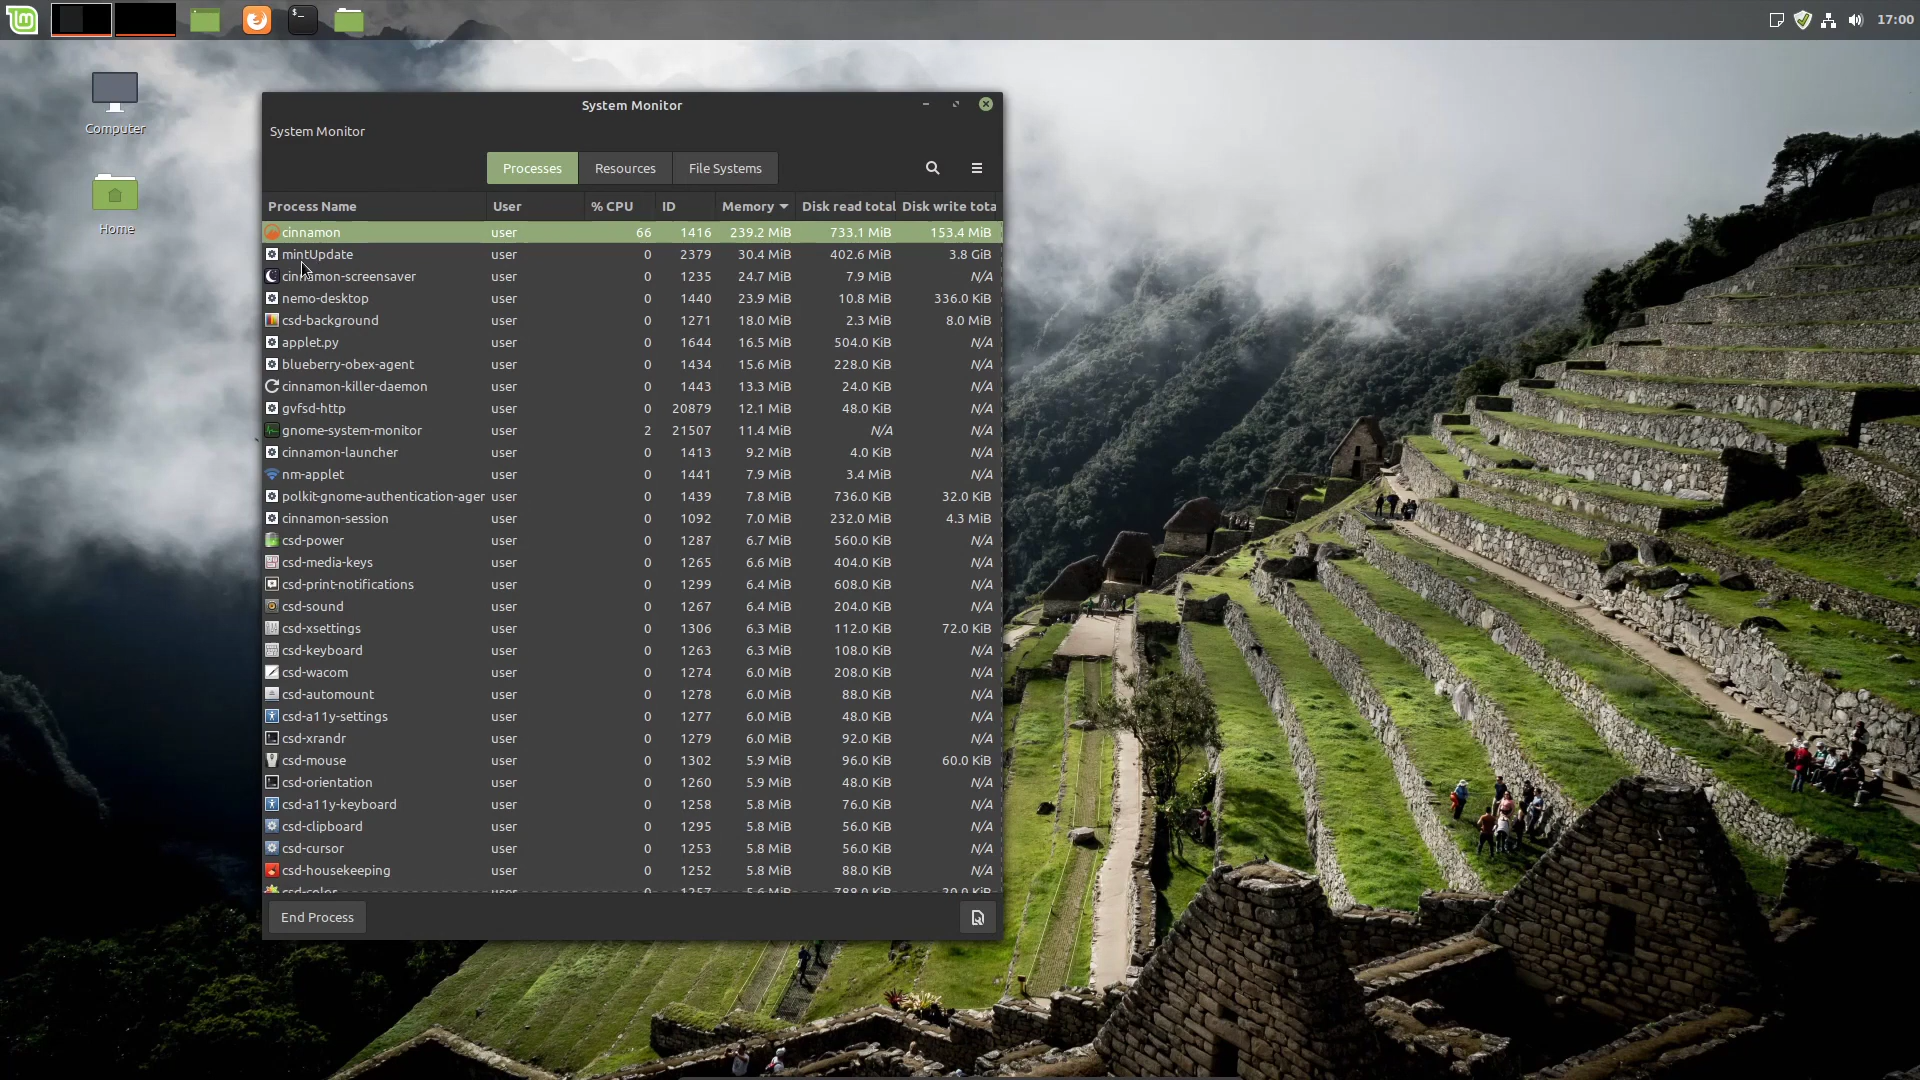 17:00
Computer
Home
System Monitor
System Monitor
Processes Resources File Systems
Process Name User % CPU ID Memory Disk read total Disk write tota
cinnamon user 66 1416 239.2 MiB 733.1 MiB 153.4 MiB
mintUpdate user 0 2379 30.4 MiB 402.6 MiB 3.8 GiB
cinnamon-screensaver user 0 1235 24.7 MiB 7.9 MiB N/A
nemo-desktop user 0 1440 23.9 MiB 10.8 MiB 336.0 KiB
csd-background user 0 1271 18.0 MiB 2.3 MiB 8.0 MiB
applet.py user 0 1644 16.5 MiB 504.0 KiB N/A
blueberry-obex-agent user 0 1434 15.6 MiB 228.0 KiB N/A
cinnamon-killer-daemon user 0 1443 13.3 MiB 24.0 KiB N/A
gvfsd-http user 0 20879 12.1 MiB 48.0 KiB N/A
gnome-system-monitor user 2 21507 11.4 MiB N/A N/A
cinnamon-launcher user 0 1413 9.2 MiB 4.0 KiB N/A
nm-applet user 0 1441 7.9 MiB 3.4 MiB N/A
polkit-gnome-authentication-ager user 0 1439 7.8 MiB 736.0 KiB 32.0 KiB
cinnamon-session user 0 1092 7.0 MiB 232.0 MiB 4.3 MiB
csd-power user 0 1287 6.7 MiB 560.0 KiB N/A
csd-media-keys user 0 1265 6.6 MiB 404.0 KiB N/A
csd-print-notifications user 0 1299 6.4 MiB 608.0 KiB N/A
csd-sound user 0 1267 6.4 MiB 204.0 KiB N/A
csd-xsettings user 0 1306 6.3 MiB 112.0 KiB 72.0 KiB
csd-keyboard user 0 1263 6.3 MiB 108.0 KiB N/A
csd-wacom user 0 1274 6.0 MiB 208.0 KiB N/A
csd-automount user 0 1278 6.0 MiB 88.0 KiB N/A
csd-a11y-settings user 0 1277 6.0 MiB 48.0 KiB N/A
csd-xrandr user 0 1279 6.0 MiB 92.0 KiB N/A
csd-mouse user 0 1302 5.9 MiB 96.0 KiB 60.0 KiB
csd-orientation user 0 1260 5.9 MiB 48.0 KiB N/A
csd-a11y-keyboard user 0 1258 5.8 MiB 76.0 KiB N/A
csd-clipboard user 0 1295 5.8 MiB 56.0 KiB N/A
csd-cursor user 0 1253 5.8 MiB 56.0 KiB N/A
csd-housekeeping user 0 1252 5.8 MiB 88.0 KiB N/A
csd-color user 0 1257 5.6 MiB 788.0 KiB
End Process